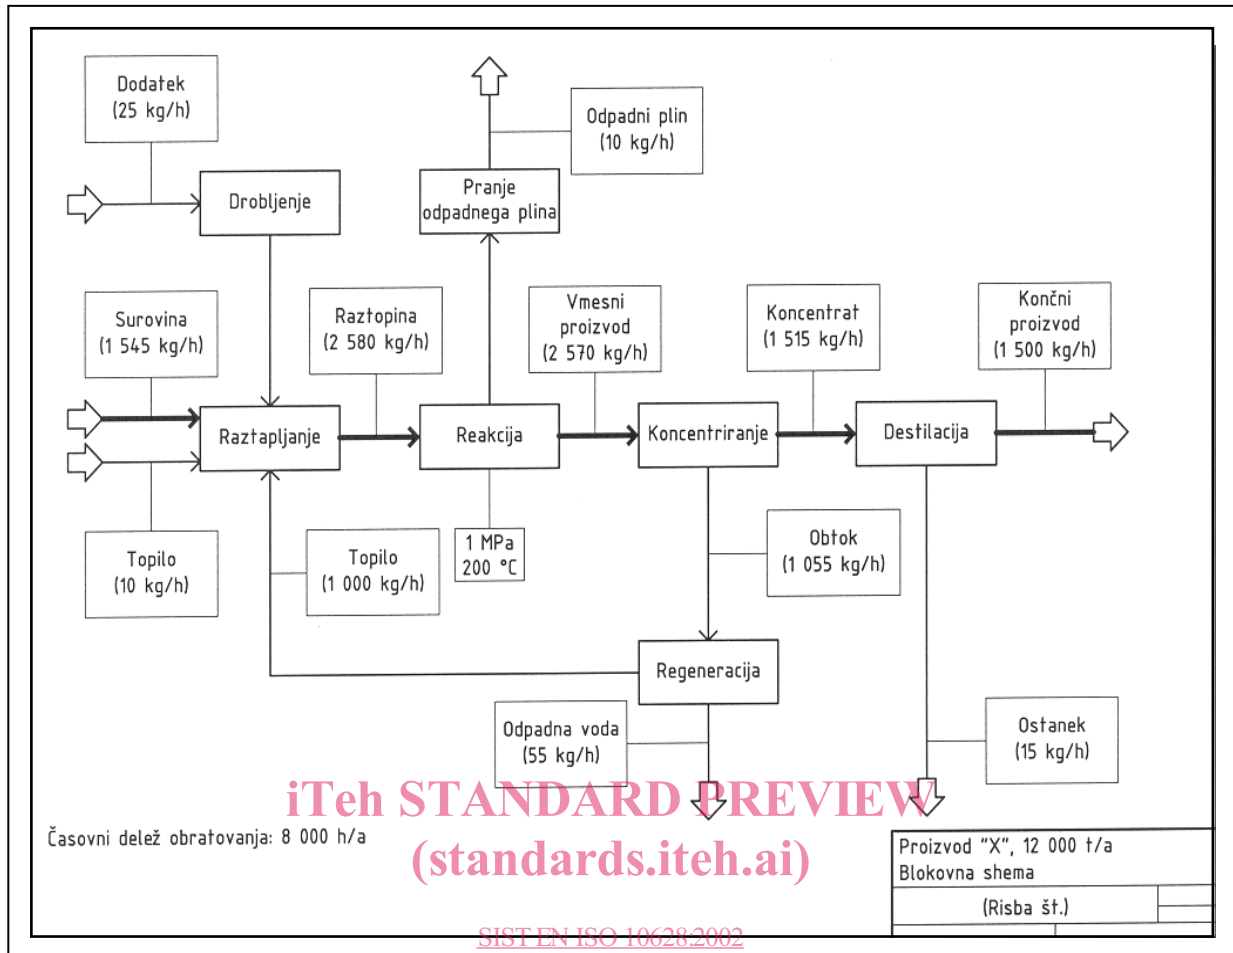 Dodatek
(25 kg/h)
Odpadni plin
(10 kg/h)
Drobljenje
Pranje
odpadnega plina
Surovina
(1 545 kg/h)
Raztopina
(2 580 kg/h)
Vmesni
proizvod
(2 570 kg/h)
Koncentrat
(1 515 kg/h)
Končni
proizvod
(1 500 kg/h)
Raztapljanje
Reakcija
Koncentriranje
Destilacija
Topilo
(10 kg/h)
Topilo
(1 000 kg/h)
1 MPa
200 °C
Obtok
(1 055 kg/h)
Regeneracija
Odpadna voda
(55 kg/h)
Ostanek
(15 kg/h)
iTeh STANDARD PREVIEW
(standards.iteh.ai)
Časovni delež obratovanja: 8 000 h/a
Proizvod "X", 12 000 t/a
Blokovna shema
(Risba št.)
SIST EN ISO 10628:2002